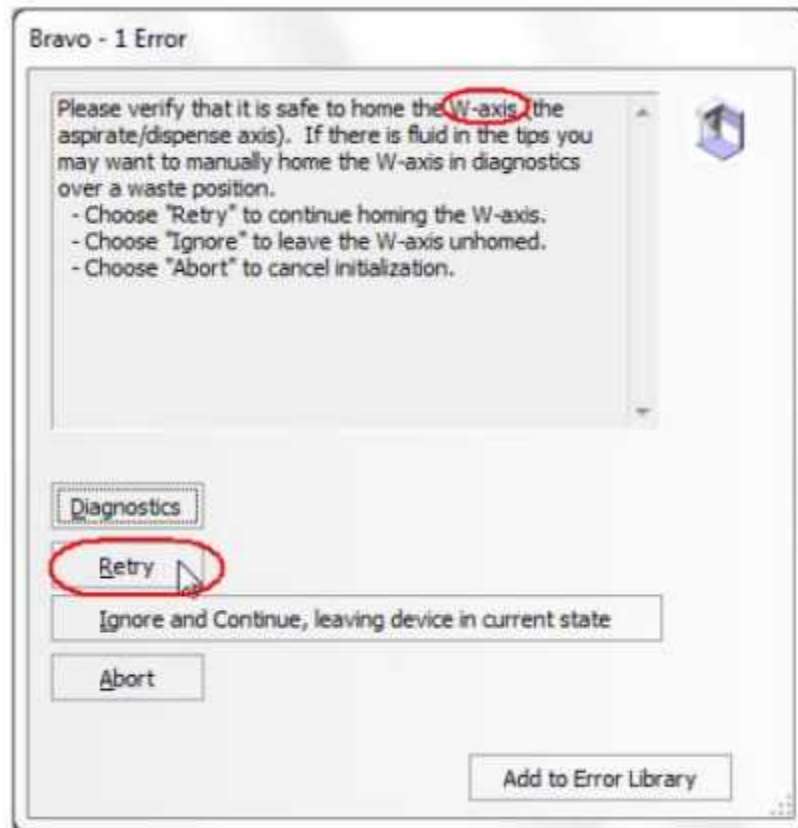 Bravo - 1 Error
Please verify that it is safe to home the W-axis (the
aspirate/dispense axis). If there is fluid in the tips you
may want to manually home the W-axis in diagnostics
over a waste position.
- Choose "Retry" to continue homing the W-axis.
- Choose "Ignore" to leave the W-axis unhomed.
- Choose "Abort" to cancel initialization.
Diagnostics
Retry
Ignore and Continue, leaving device in current state
Abort
Add to Error Library